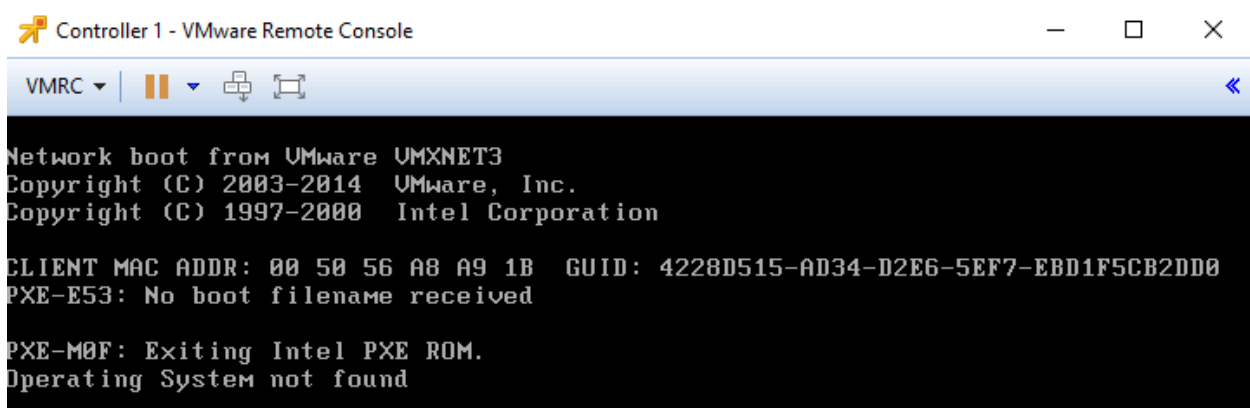 Controller 1 - VMware Remote Console
VMRC
Network boot from VMware VMXNET3
Copyright (C) 2003-2014 VMware, Inc.
Copyright (C) 1997-2000 Intel Corporation
CLIENT MAC ADDR: 00 50 56 A8 A9 1B GUID: 4228D515-AD34-D2E6-5EF7-EBD1F5CB2DD0
PXE-E53: No boot filename received
PXE-M0F: Exiting Intel PXE ROM.
Operating System not found